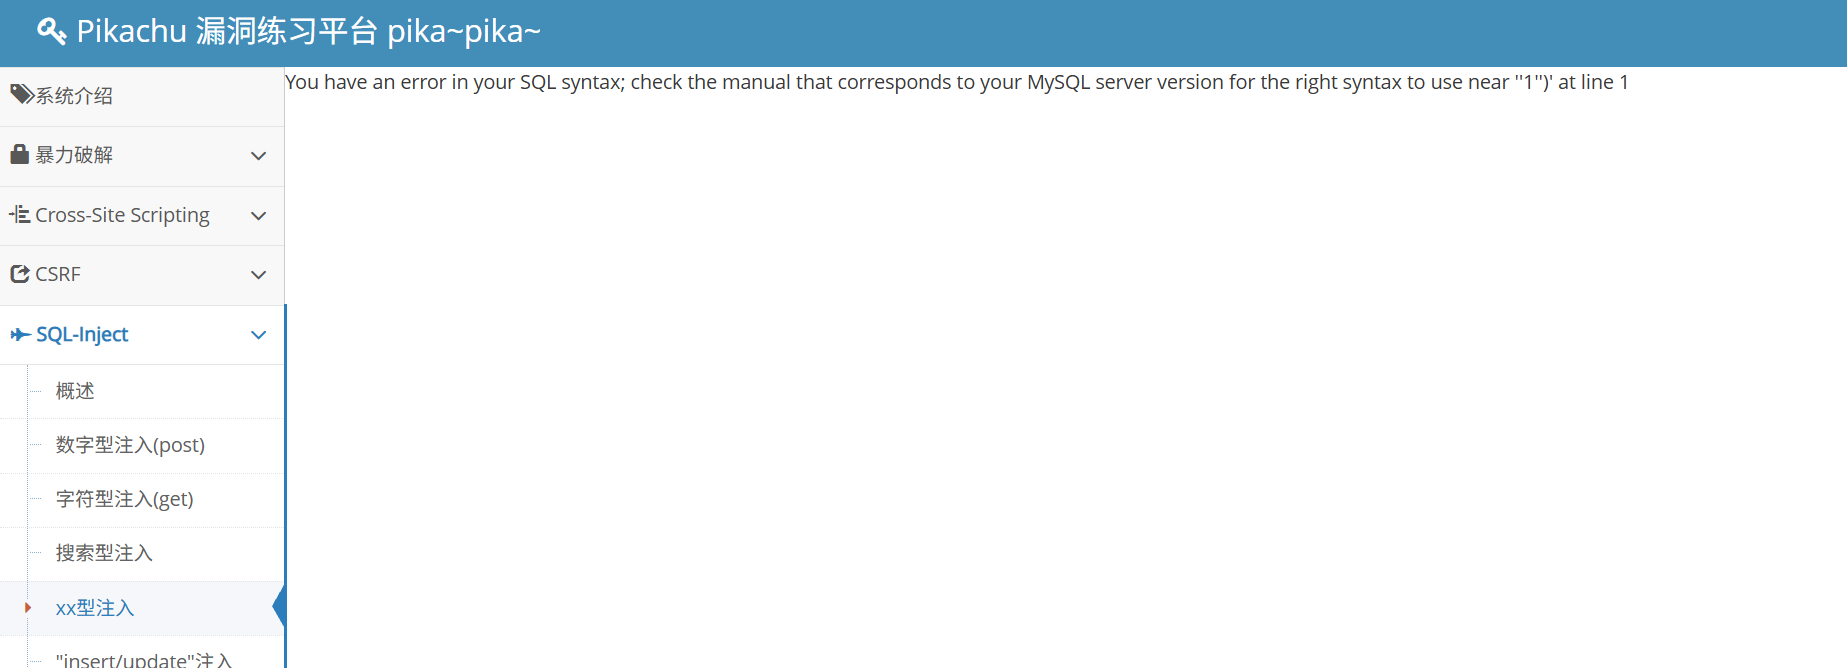 Pikachu 漏洞练习平台 pika~pika~
系统介绍
You have an error in your SQL syntax; check the manual that corresponds to your MySQL server version for the right syntax to use near ''1'')' at line 1
暴力破解
Cross-Site Scripting
CSRF
SQL-Inject
概述
数字型注入(post)
字符型注入(get)
搜索型注入
xx型注入
"insert/update"注入